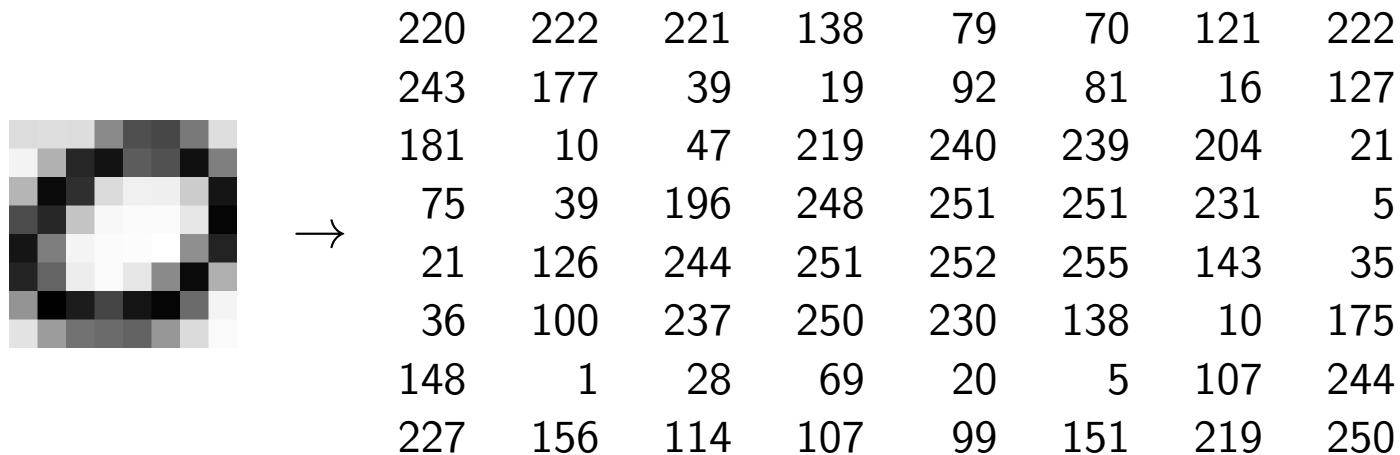 220 222 221 138 79 70 121 222
243 177 39 19 92 81 16 127
181 10 47 219 240 239 204 21
→ 75 39 196 248 251 251 231 5
21 126 244 251 252 255 143 35
36 100 237 250 230 138 10 175
148 1 28 69 20 5 107 244
227 156 114 107 99 151 219 250